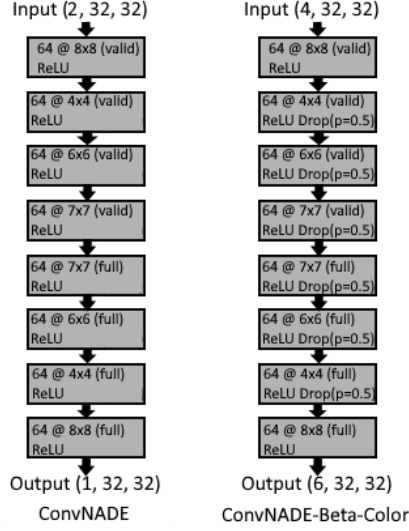 Input (2, 32, 32)
64 @ 8x8 (valid)
ReLU
64 @ 4x4 (valid)
ReLU
64 @ 6x6 (valid)
ReLU
64 @ 7x7 (valid)
ReLU
64 @ 7x7 (full)
ReLU
64 @ 6x6 (full)
ReLU
64 @ 4x4 (full)
ReLU
64 @ 8x8 (full)
ReLU
Output (1, 32, 32)
ConvNADE
Input (4, 32, 32)
64 @ 8x8 (valid)
ReLU
64 @ 4x4 (valid)
ReLU Drop(p=0.5)
64 @ 6x6 (valid)
ReLU Drop(p=0.5)
64 @ 7x7 (valid)
ReLU Drop(p=0.5)
64 @ 7x7 (full)
ReLU Drop(p=0.5)
64 @ 6x6 (full)
ReLU Drop(p=0.5)
64 @ 4x4 (full)
ReLU Drop(p=0.5)
64 @ 8x8 (full)
ReLU
Output (6, 32, 32)
ConvNADE-Beta-Color